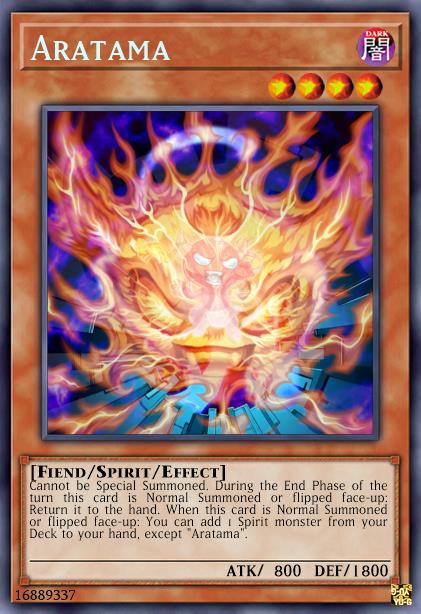 Aratama
DARK
闇
[Fiend/Spirit/Effect]
Cannot be Special Summoned. During the End Phase of the
turn this card is Normal Summoned or flipped face-up:
Return it to the hand. When this card is Normal Summoned
or flipped face-up: You can add 1 Spirit monster from your
Deck to your hand, except "Aratama".
ATK/ 800 DEF/1800
16889337